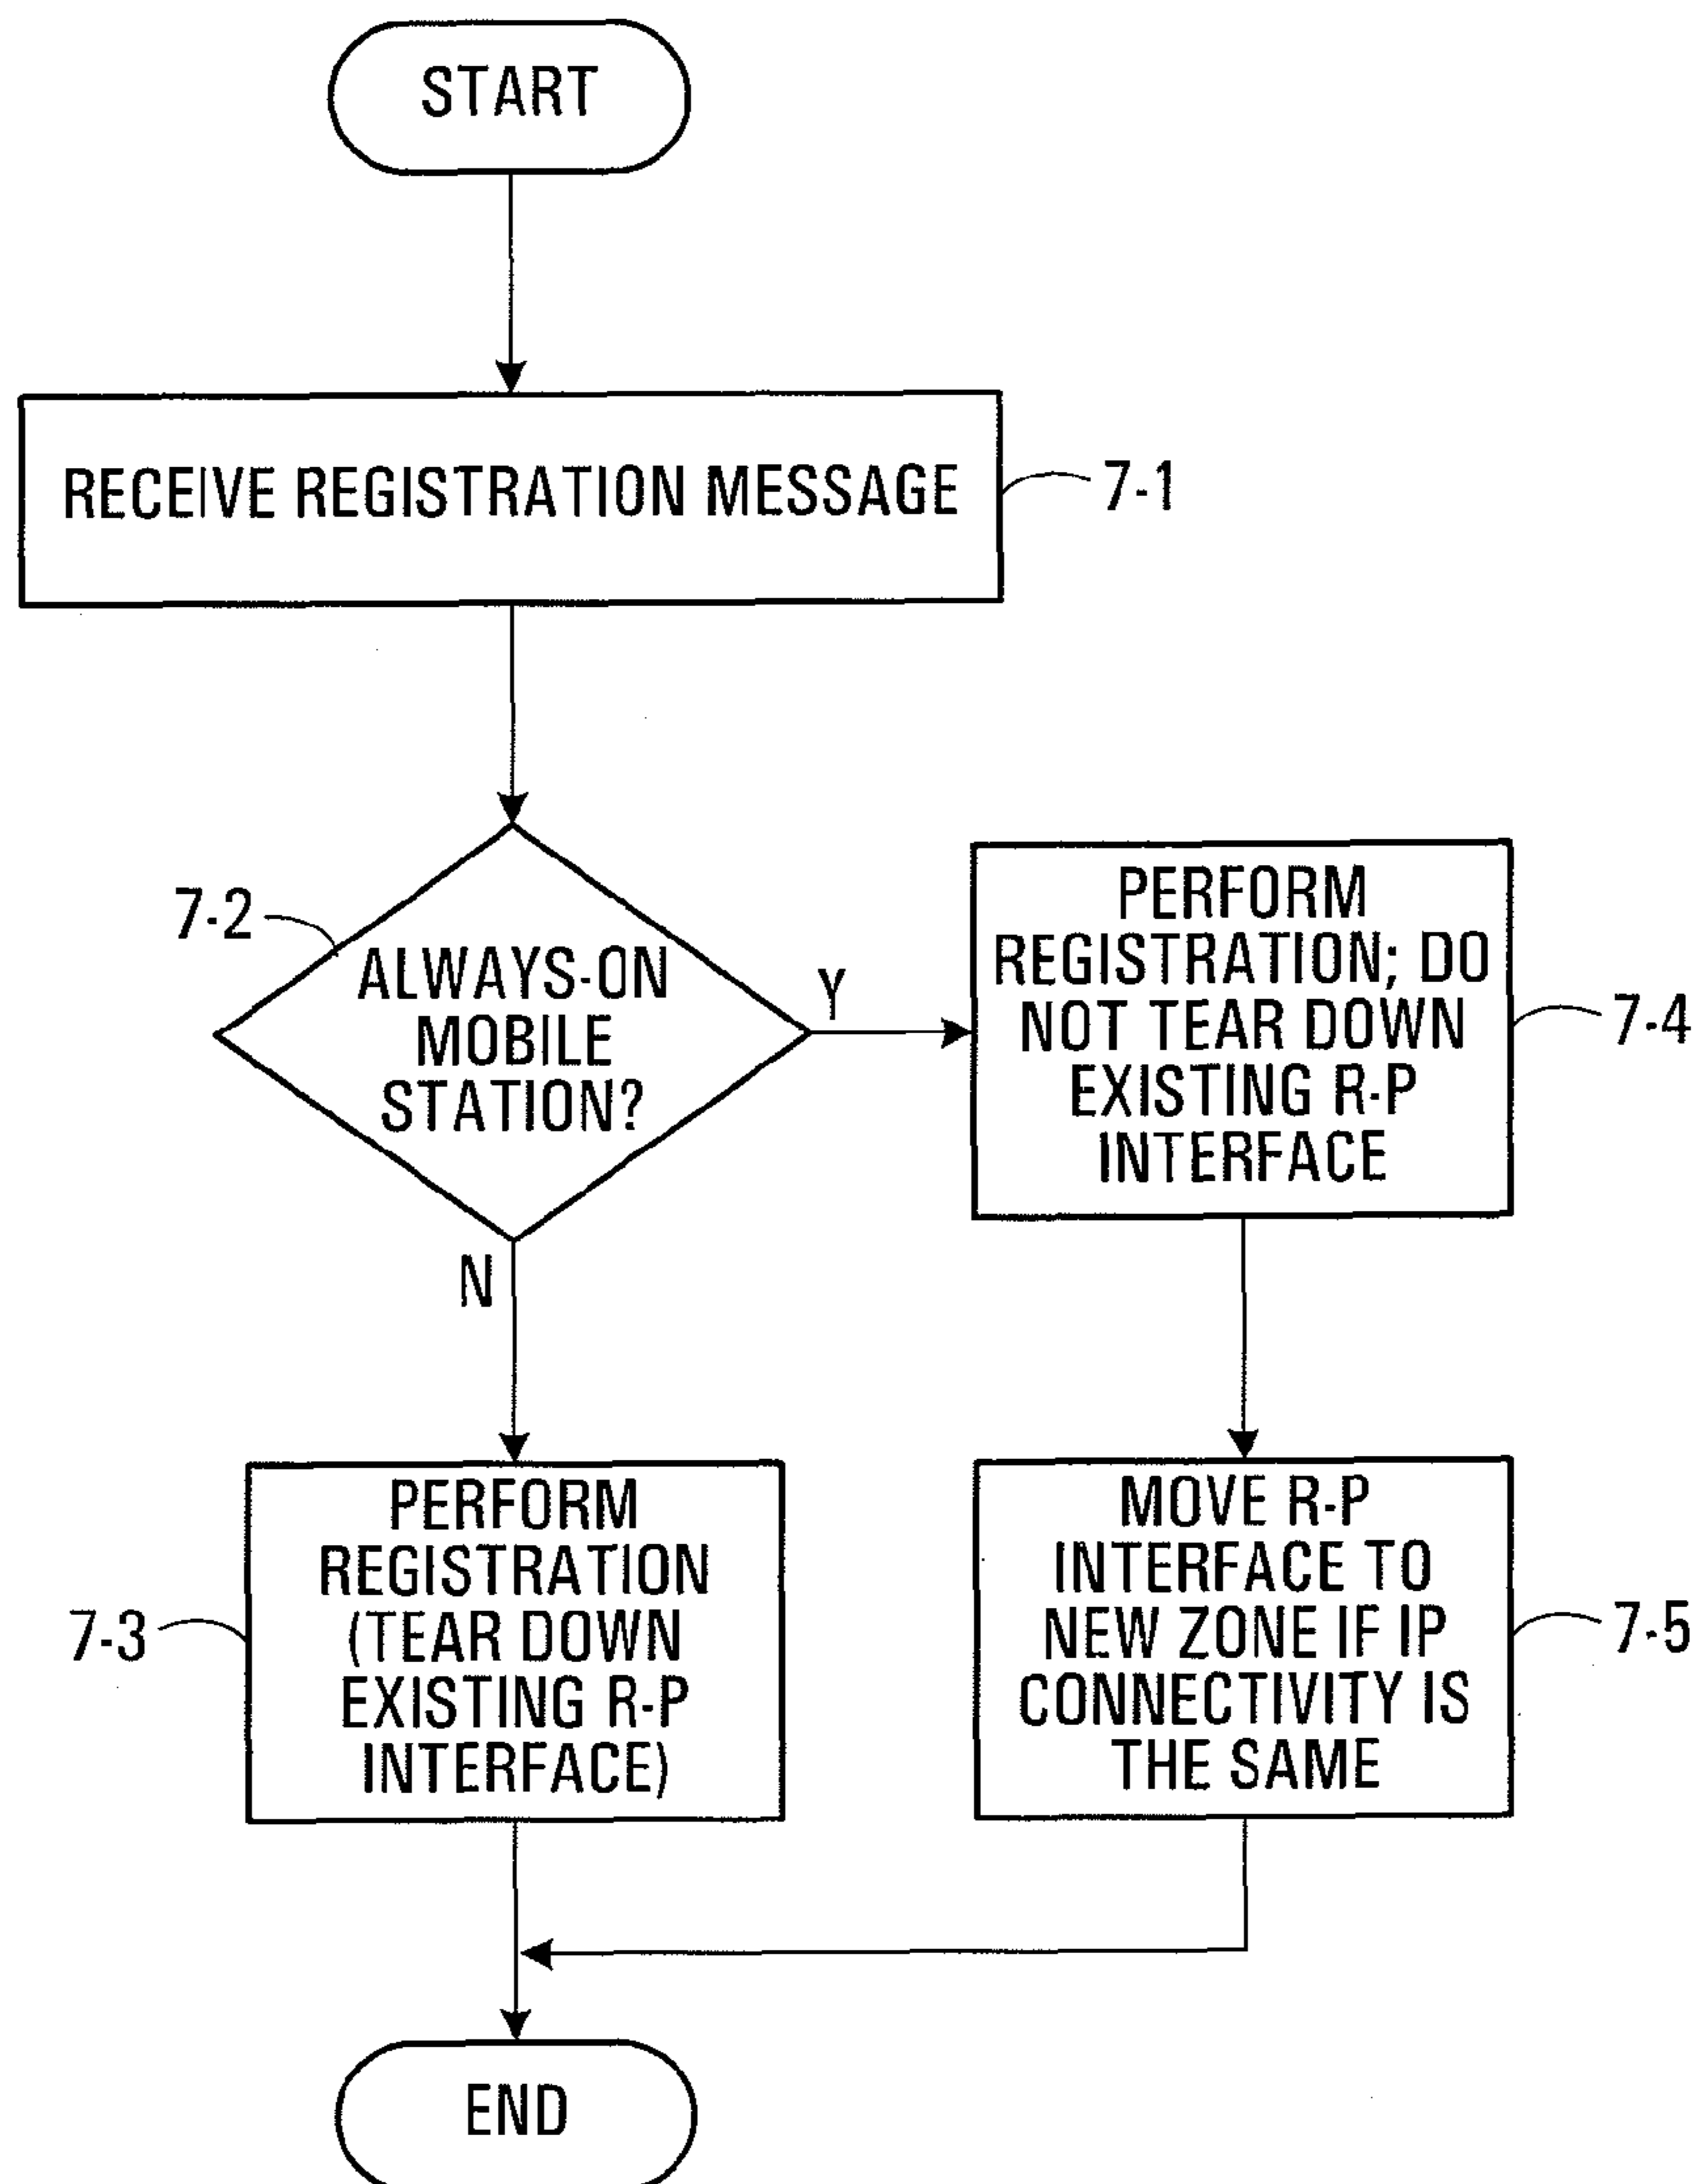 START
RECEIVE REGISTRATION MESSAGE
7-1
7-2
ALWAYS-ON
MOBILE
STATION?
Y
N
PERFORM
REGISTRATION; DO
NOT TEAR DOWN
EXISTING R-P
INTERFACE
7-4
PERFORM
REGISTRATION
(TEAR DOWN
EXISTING R-P
INTERFACE)
7-3
MOVE R-P
INTERFACE TO
NEW ZONE IF IP
CONNECTIVITY IS
THE SAME
7-5
END